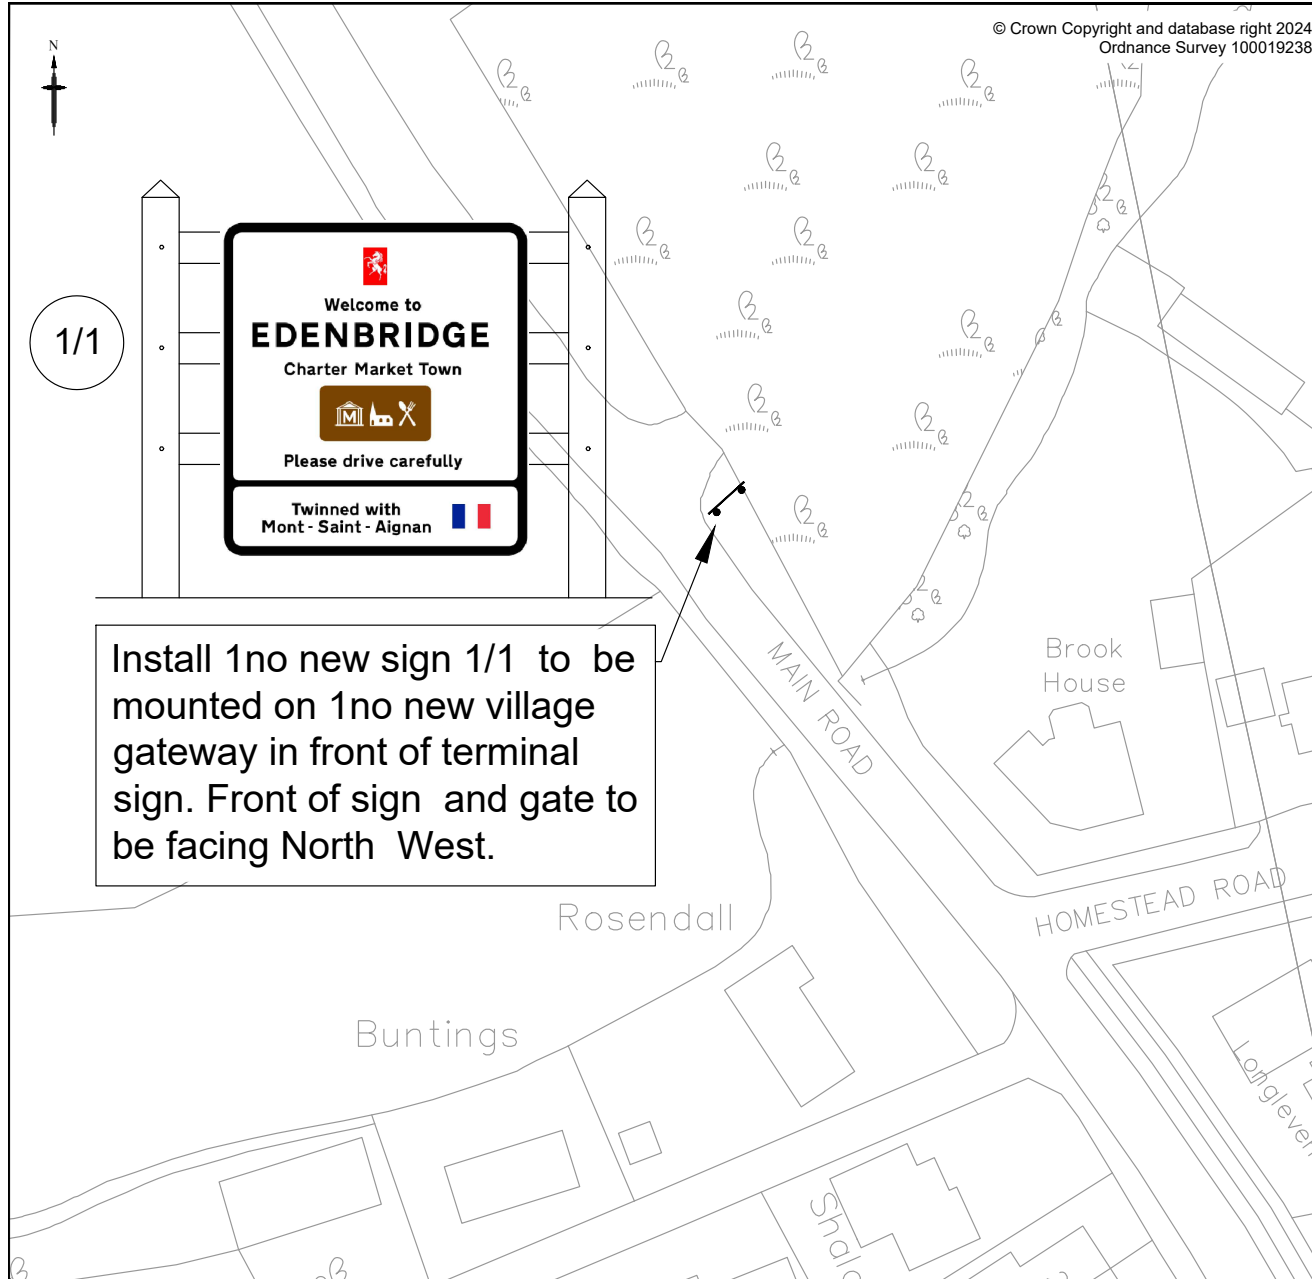 © Crown Copyright and database right 2024
Ordnance Survey 100019238
N
1/1
Welcome to
EDENBRIDGE
Charter Market Town
M
Please drive carefully
Twinned with
Mont - Saint - Aignan
Install 1no new sign 1/1 to be
mounted on 1no new village
gateway in front of terminal
sign. Front of sign and gate to
be facing North West.
MAIN ROAD
Brook
House
HOMESTEAD ROAD
Rosendall
Buntings